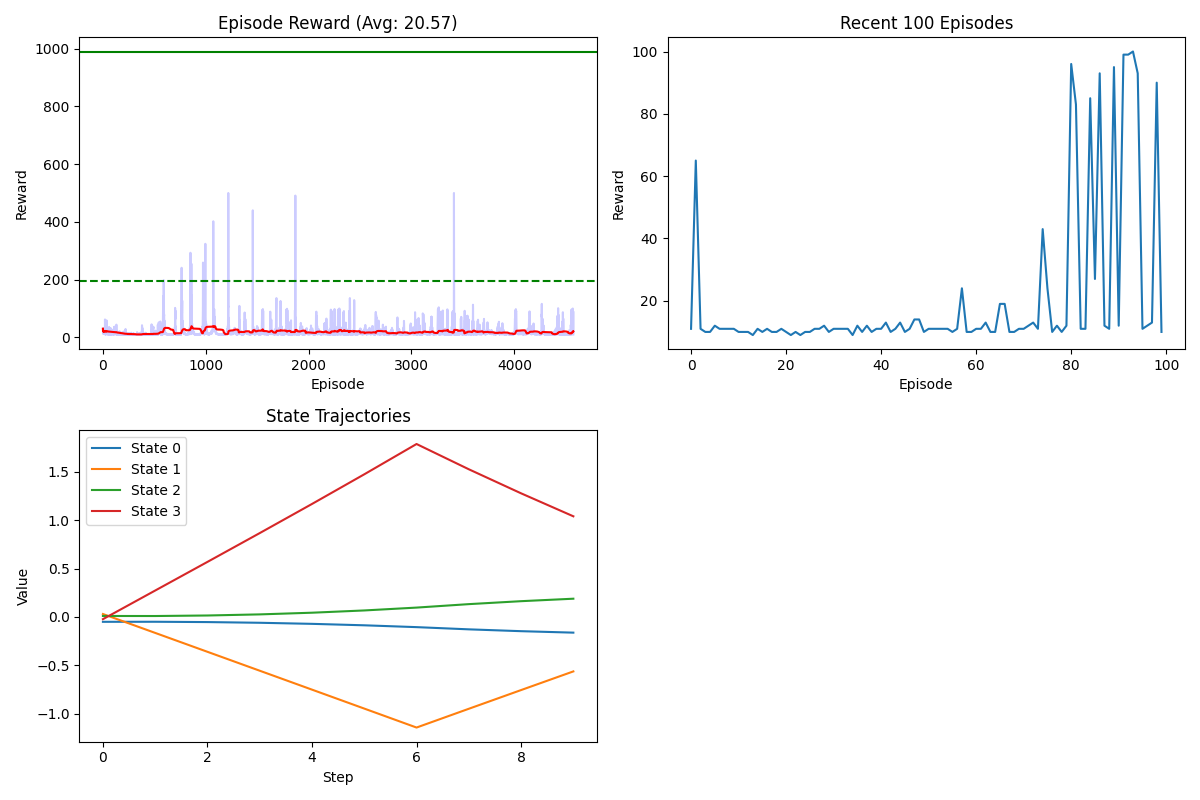 Episode Reward (Avg: 20.57)
1000
800
600
400
200
0
Reward
0 1000 2000 3000 4000
Episode
Recent 100 Episodes
100
80
60
40
20
Reward
0 20 40 60 80 100
Episode
State Trajectories
State 0
State 1
State 2
State 3
1.5
1.0
0.5
0.0
−0.5
−1.0
Value
0 2 4 6 8
Step